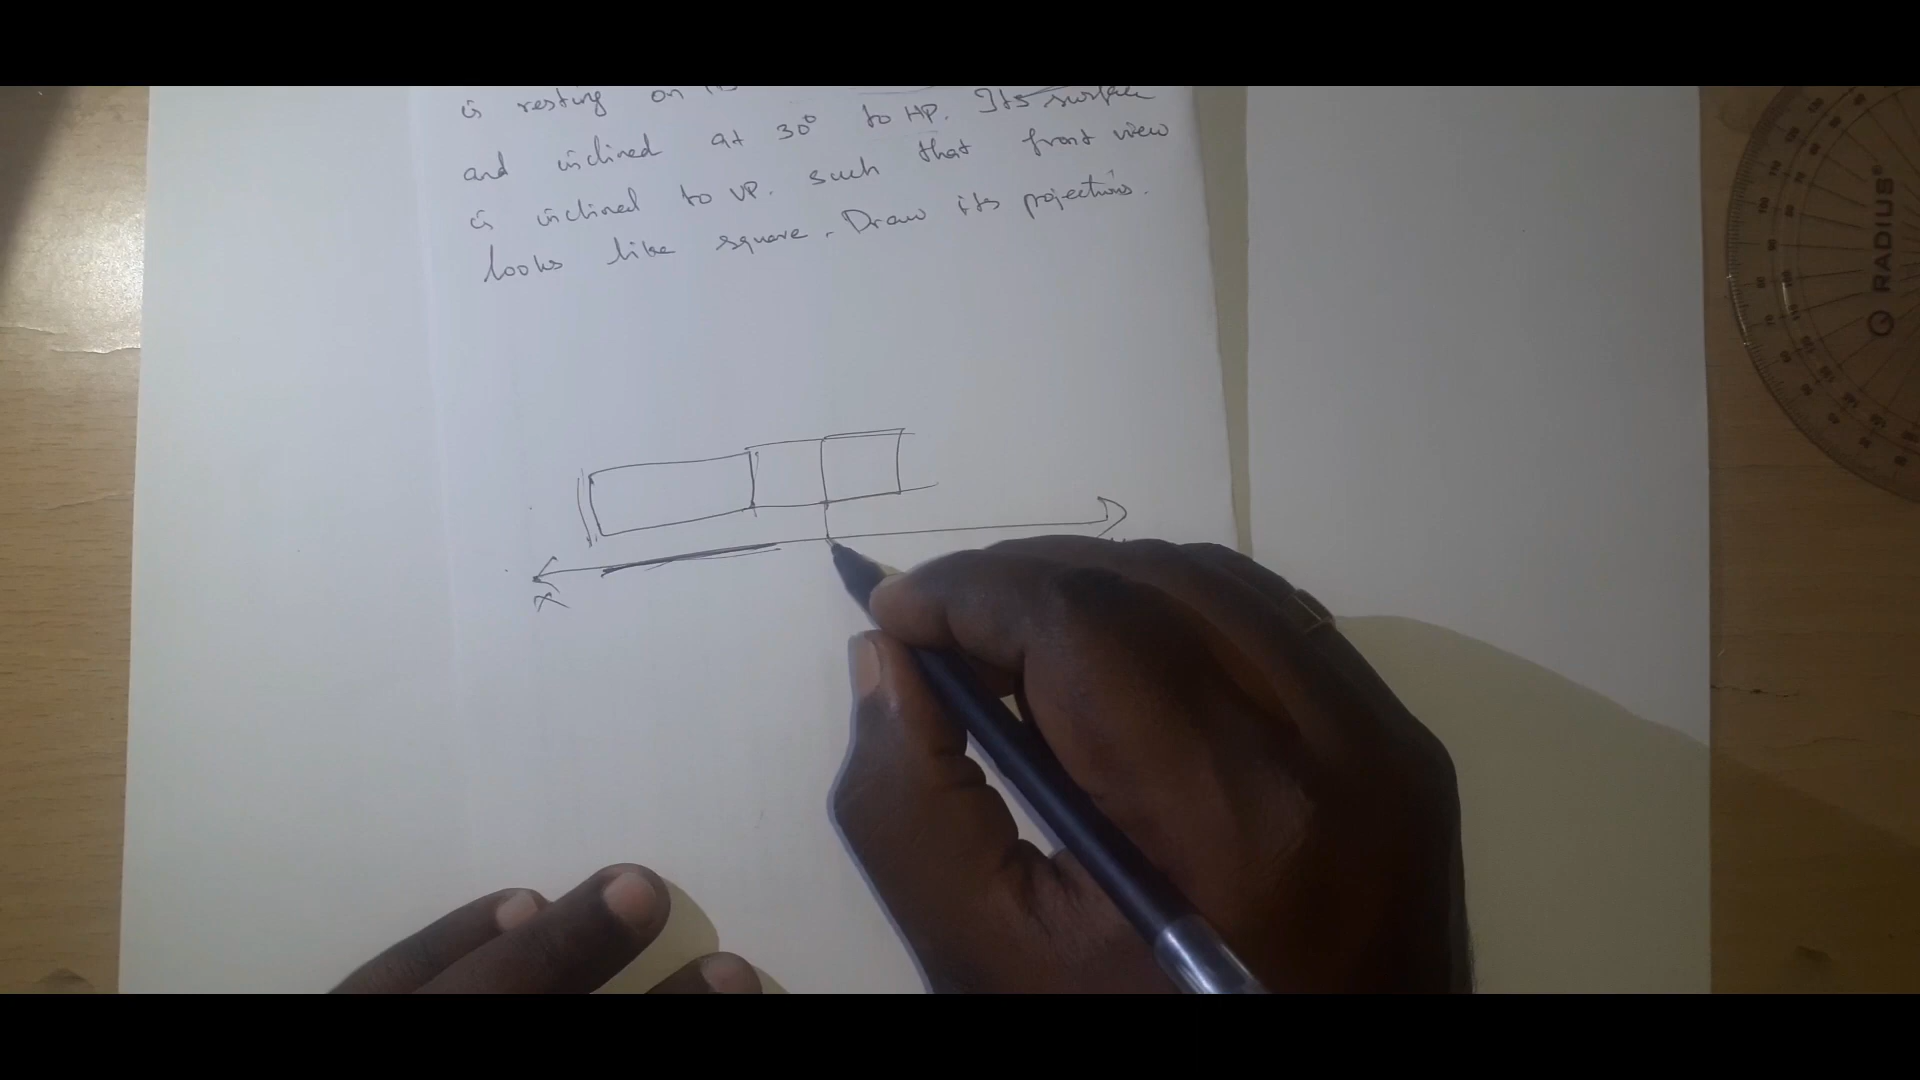 is resting on its
and inclined at 30° to HP. Its surface
is inclined to VP. such that front view
looks like square. Draw its projections.
X
RADIUS